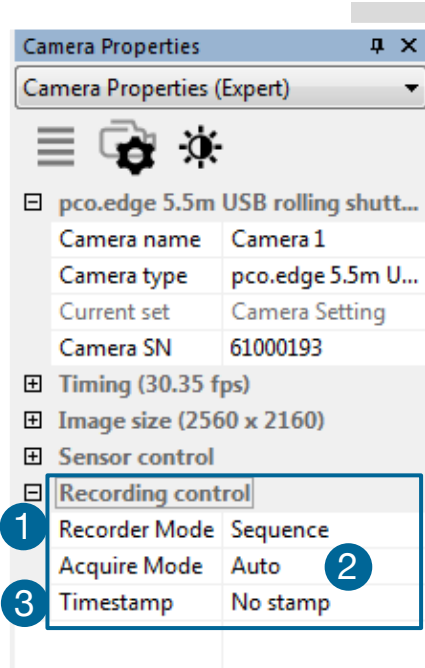 Camera Properties
Camera Properties (Expert)
pco.edge 5.5m USB rolling shutt...
Camera name Camera 1
Camera type pco.edge 5.5m U...
Current set Camera Setting
Camera SN 61000193
Timing (30.35 fps)
Image size (2560 x 2160)
Sensor control
Recording control
1 Recorder Mode Sequence
Acquire Mode Auto 2
3 Timestamp No stamp